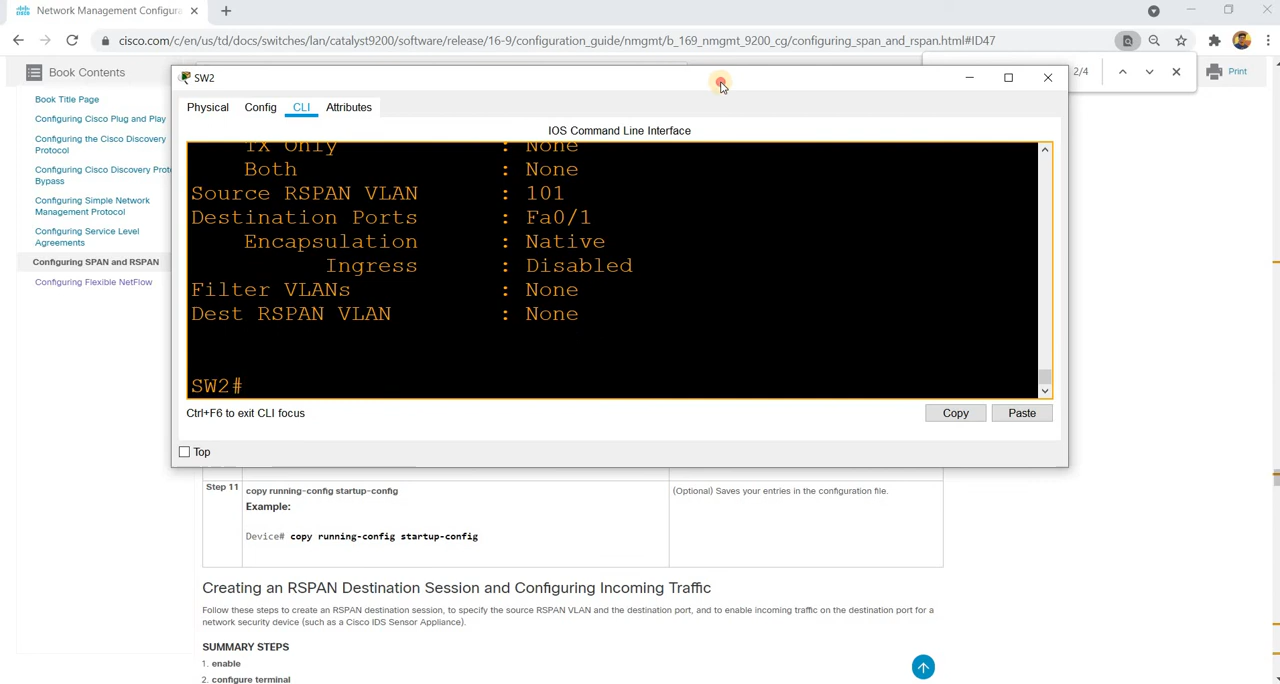 Network Management Configura
cisco.com/c/en/us/td/docs/switches/lan/catalyst9200/software/release/16-9/configuration_guide/nmgmt/b_169_nmgmt_9200_cg/configuring_span_and_rspan.html#ID47
2/4
Print
Book Contents
Book Title Page
Configuring Cisco Plug and Play
Configuring the Cisco Discovery
Protocol
Configuring Cisco Discovery Proto
Bypass
Configuring Simple Network
Management Protocol
Configuring Service Level
Agreements
Configuring SPAN and RSPAN
Configuring Flexible NetFlow
SW2
Physical Config CLI Attributes
IOS Command Line Interface
TX Only : None
Both : None
Source RSPAN VLAN : 101
Destination Ports : Fa0/1
Encapsulation : Native
Ingress : Disabled
Filter VLANs : None
Dest RSPAN VLAN : None
SW2#
Ctrl+F6 to exit CLI focus
Copy Paste
Top
Step 11 copy running-config startup-config (Optional) Saves your entries in the configuration file.
Example:
Device# copy running-config startup-config
Creating an RSPAN Destination Session and Configuring Incoming Traffic
Follow these steps to create an RSPAN destination session, to specify the source RSPAN VLAN and the destination port, and to enable incoming traffic on the destination port for a
network security device (such as a Cisco IDS Sensor Appliance).
SUMMARY STEPS
1. enable
2. configure terminal